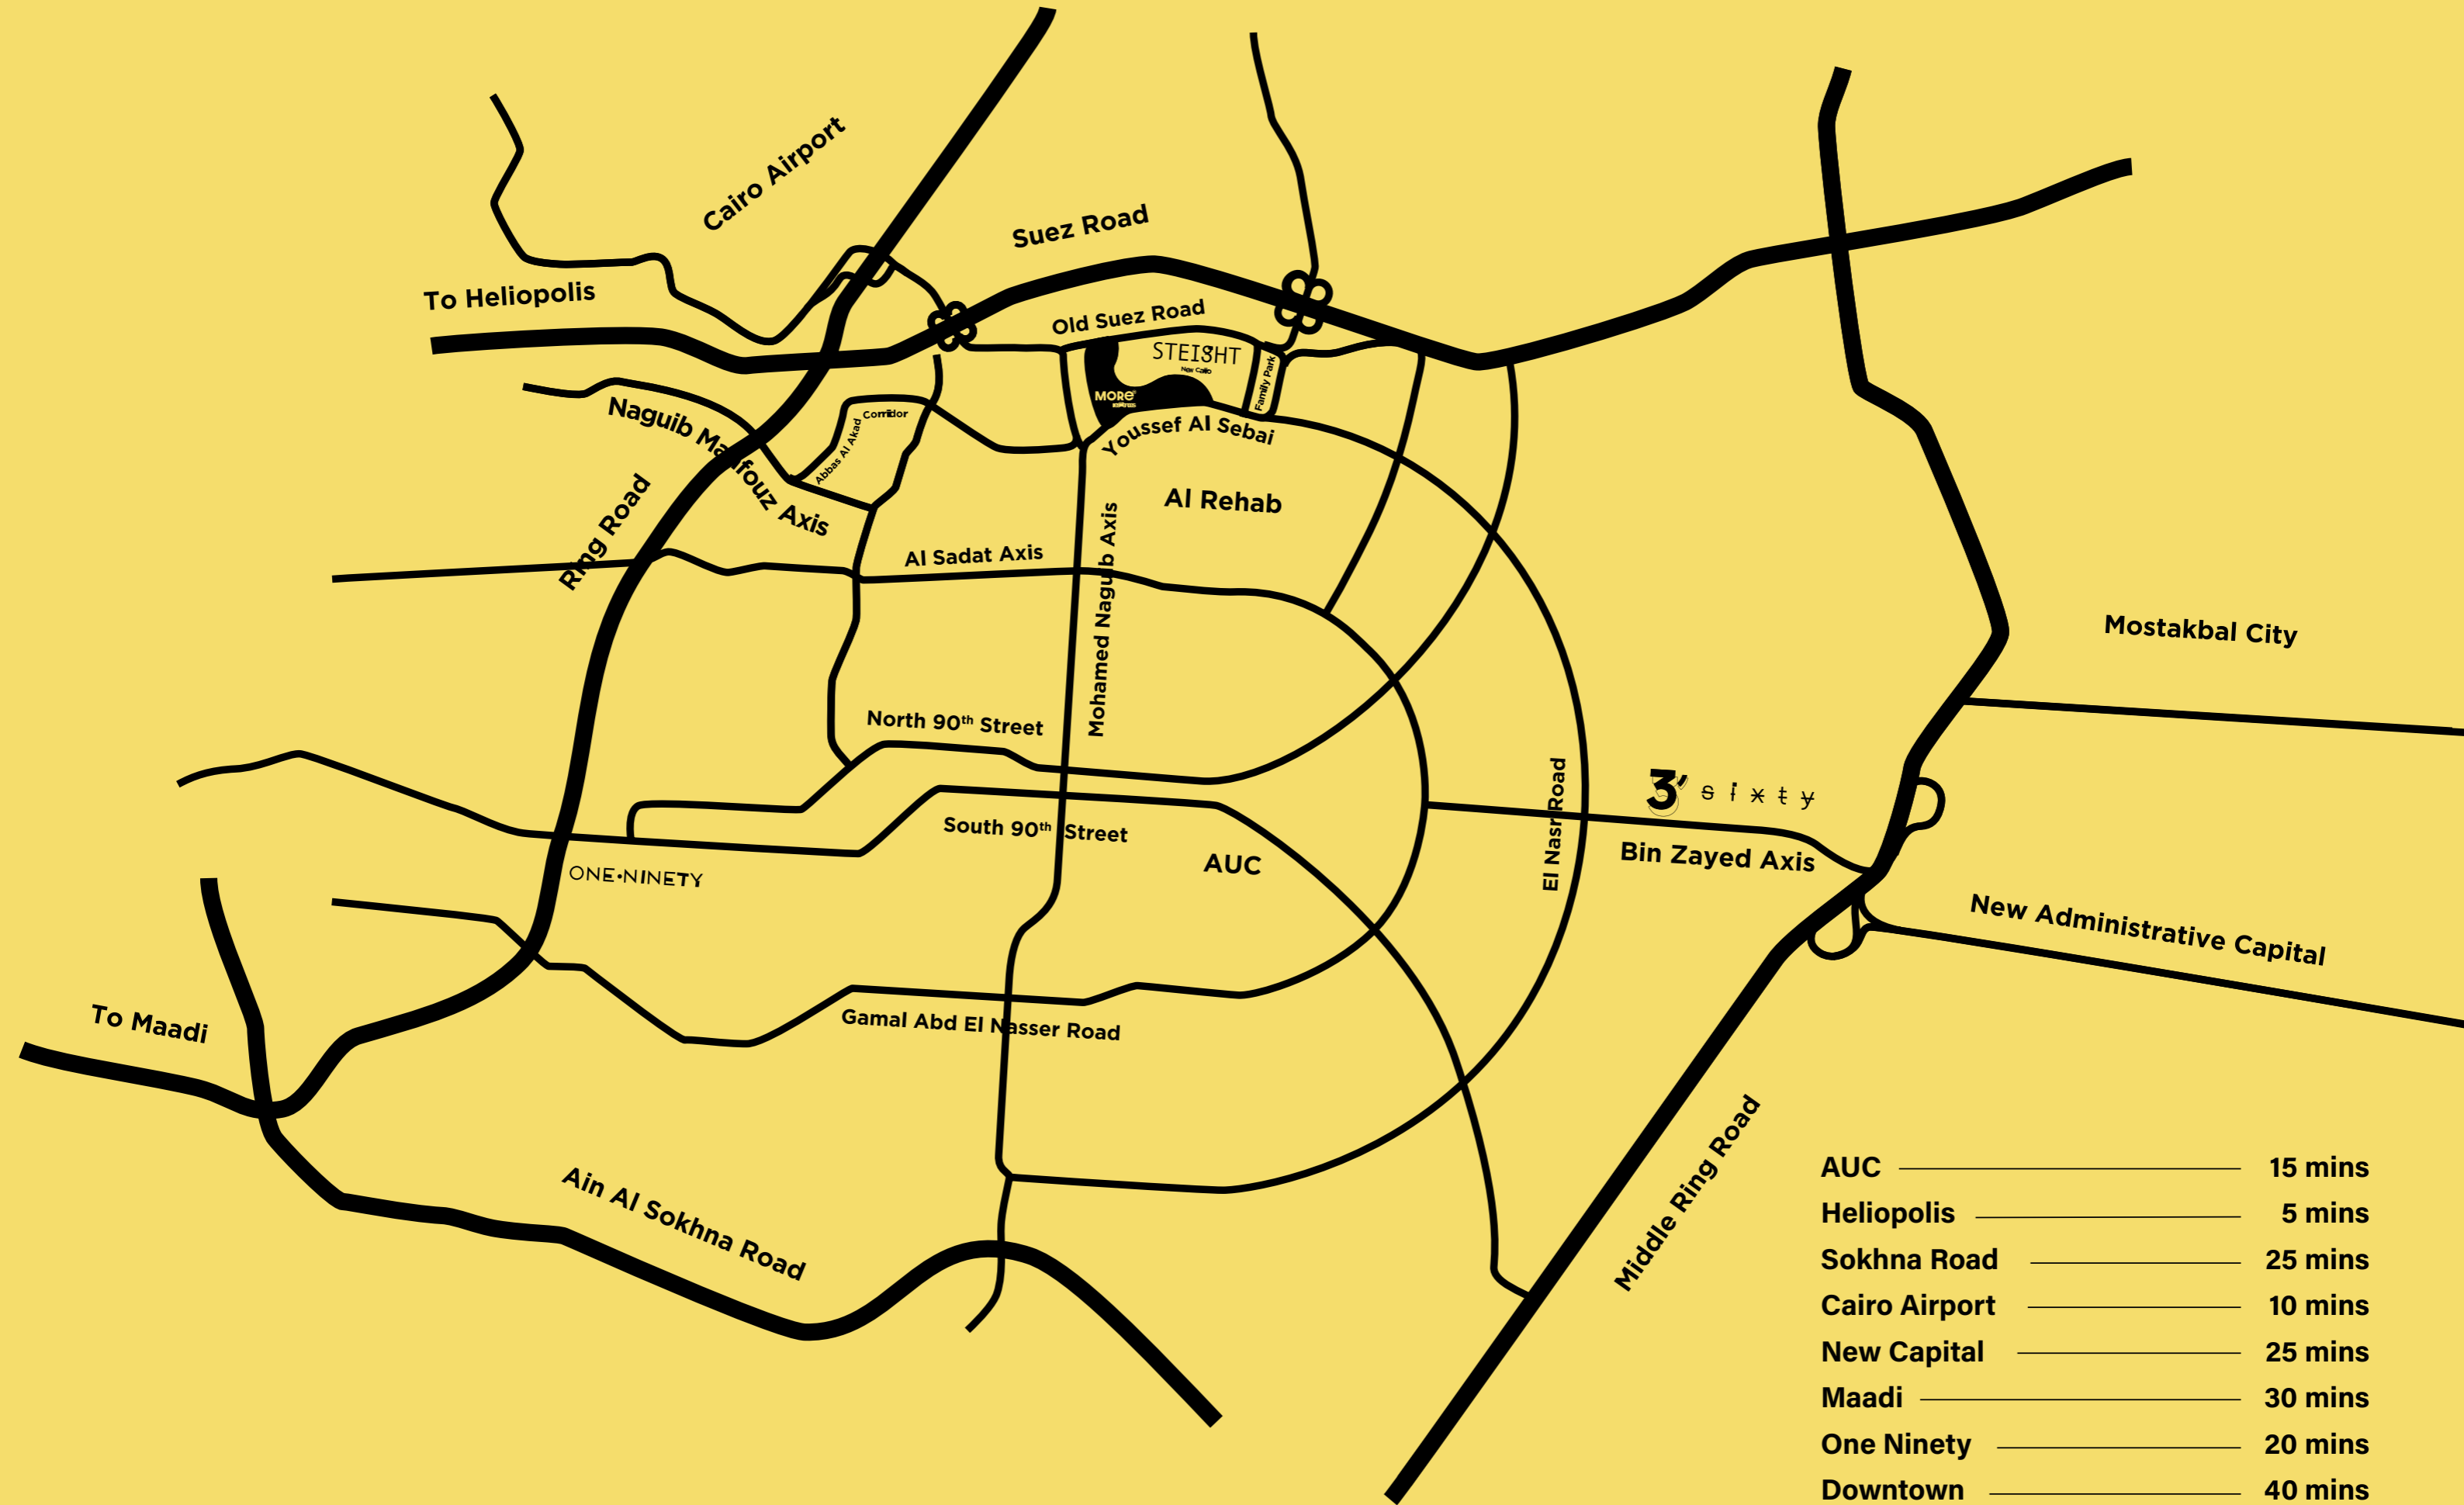 Cairo Airport
Suez Road
To Heliopolis
Old Suez Road
STEI8HT
New Cairo
Family Park
MORE
Corridor
Abbas Al Akad
Naguib Mahfouz Axis
Youssef Al Sebai
Ring Road
Al Rehab
Al Sadat Axis
Mohamed Naguib Axis
Mostakbal City
North 90th Street
3' sixty
South 90th Street
El Nasr Road
Bin Zayed Axis
AUC
ONE•NINETY
New Administrative Capital
To Maadi
Gamal Abd El Nasser Road
Middle Ring Road
Ain Al Sokhna Road
AUC 15 mins
Heliopolis 5 mins
Sokhna Road 25 mins
Cairo Airport 10 mins
New Capital 25 mins
Maadi 30 mins
One Ninety 20 mins
Downtown 40 mins